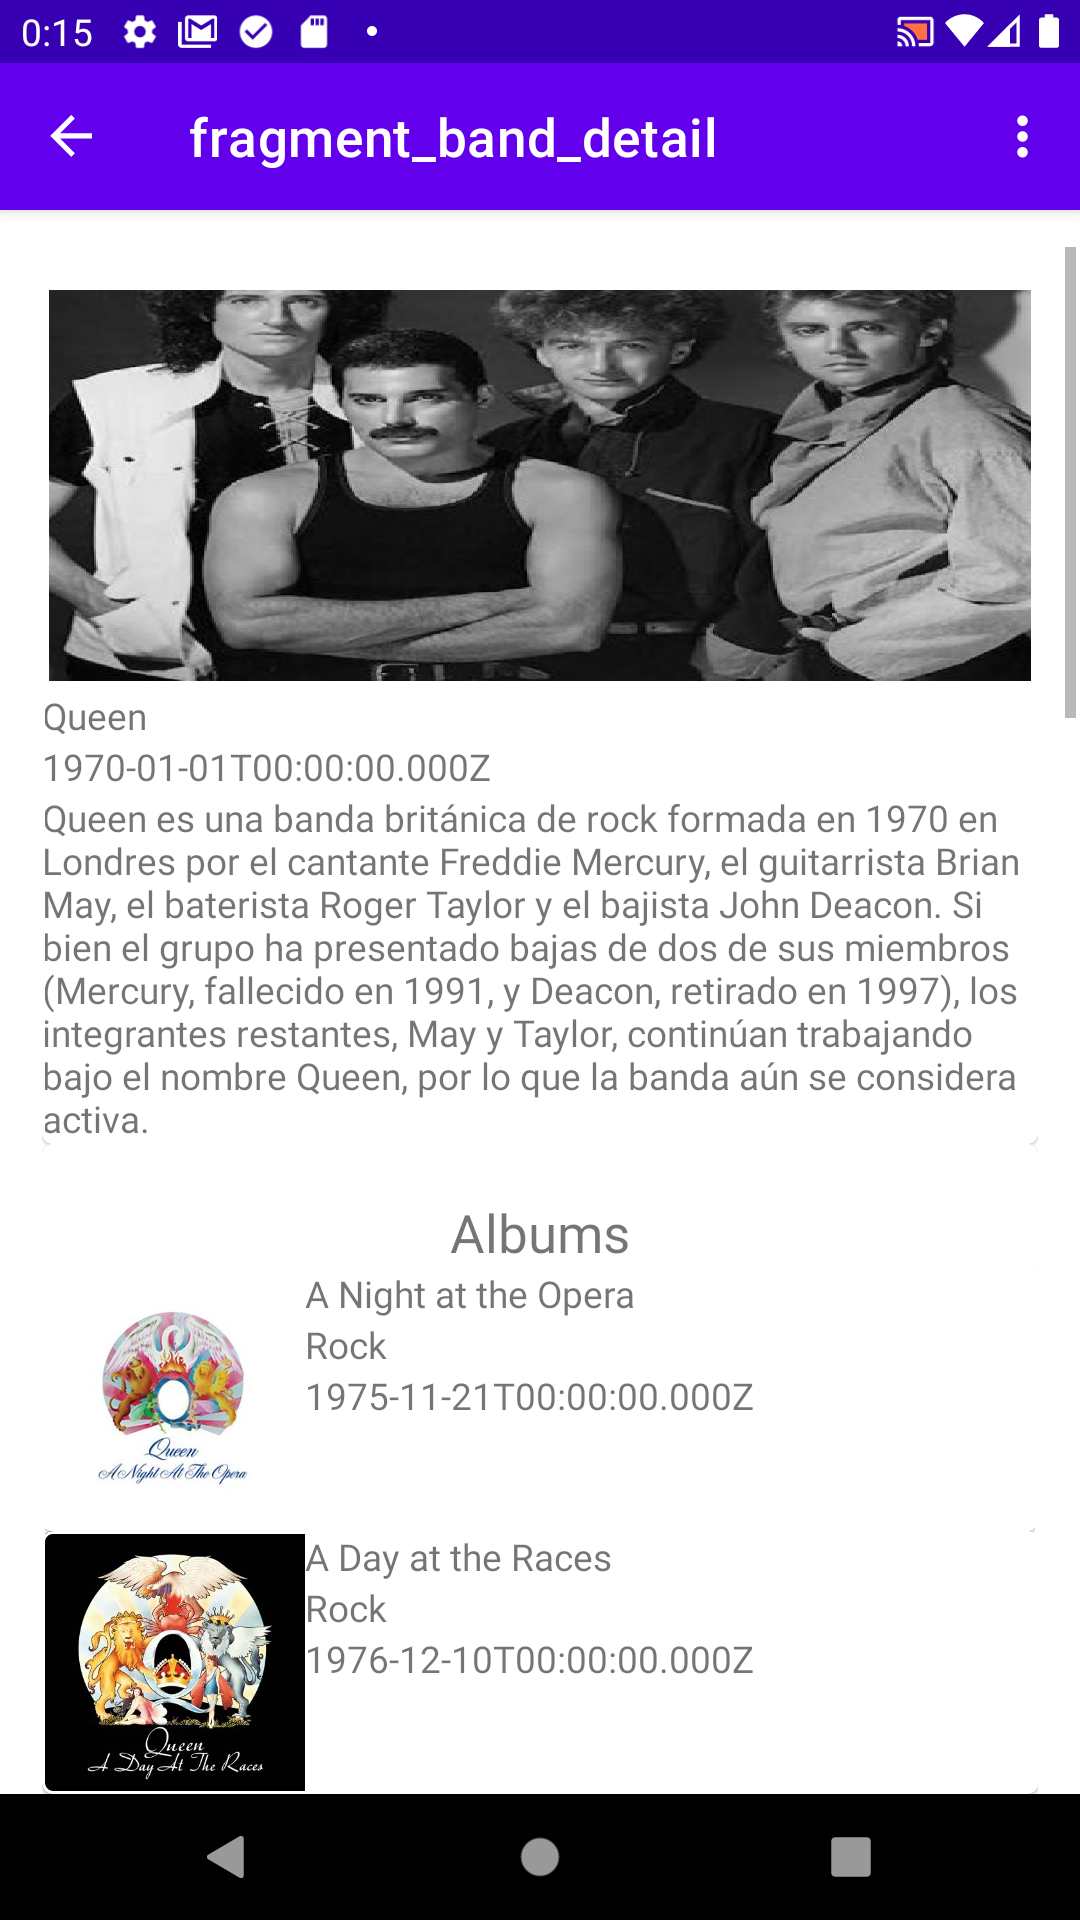 0:15
fragment_band_detail
Queen
1970-01-01T00:00:00.000Z
Queen es una banda británica de rock formada en 1970 en
Londres por el cantante Freddie Mercury, el guitarrista Brian
May, el baterista Roger Taylor y el bajista John Deacon. Si
bien el grupo ha presentado bajas de dos de sus miembros
(Mercury, fallecido en 1991, y Deacon, retirado en 1997), los
integrantes restantes, May y Taylor, continúan trabajando
bajo el nombre Queen, por lo que la banda aún se considera
activa.
Albums
A Night at the Opera
Rock
1975-11-21T00:00:00.000Z
Queen
A Night At The Opera
A Day at the Races
Rock
1976-12-10T00:00:00.000Z
Queen
A Day At The Races